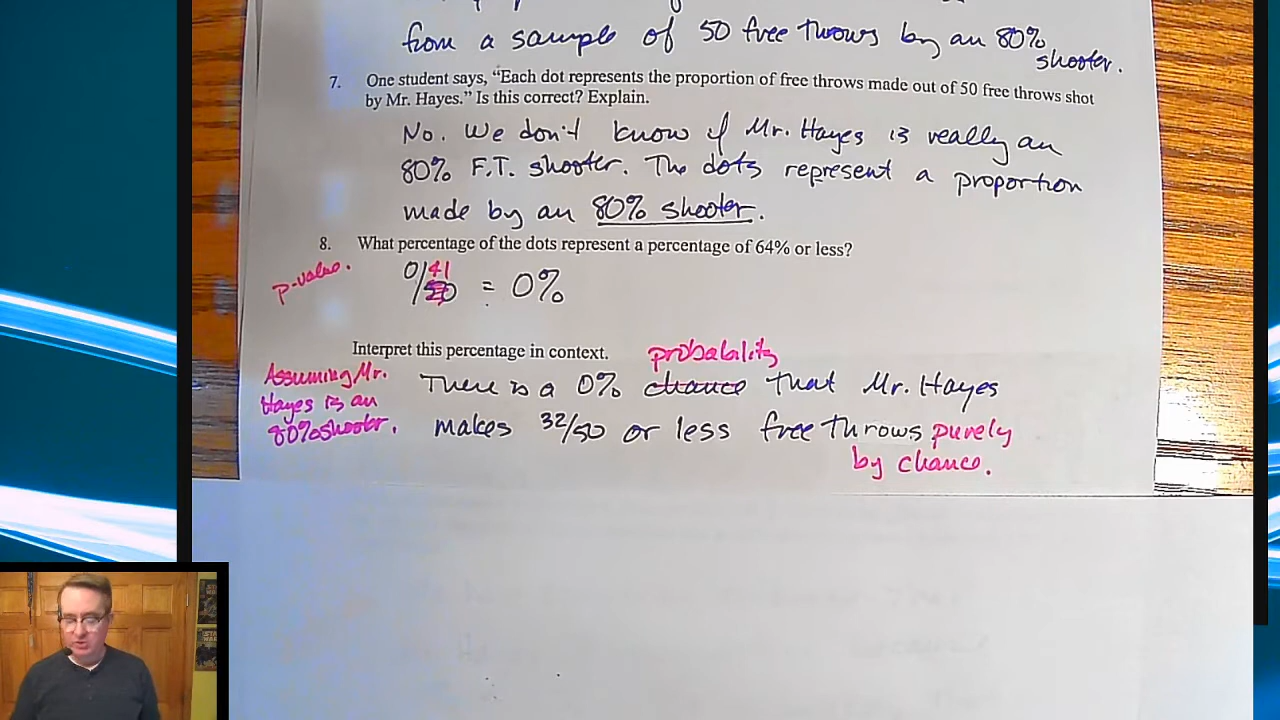 from a sample of 50 free throws by an 80%
shooter.
7. One student says, "Each dot represents the proportion of free throws made out of 50 free throws shot
by Mr. Hayes." Is this correct? Explain.
No. We don't know if Mr. Hayes is really an
80% F.T. shooter. The dots represent a proportion
made by an 80% shooter.
8. What percentage of the dots represent a percentage of 64% or less?
p-value.
0/41
50 = 0%
Interpret this percentage in context.
probability
Assuming Mr.
Hayes is an
80% shooter.
There is a 0% chance that Mr. Hayes
makes 32/50 or less free throws purely
by chance.